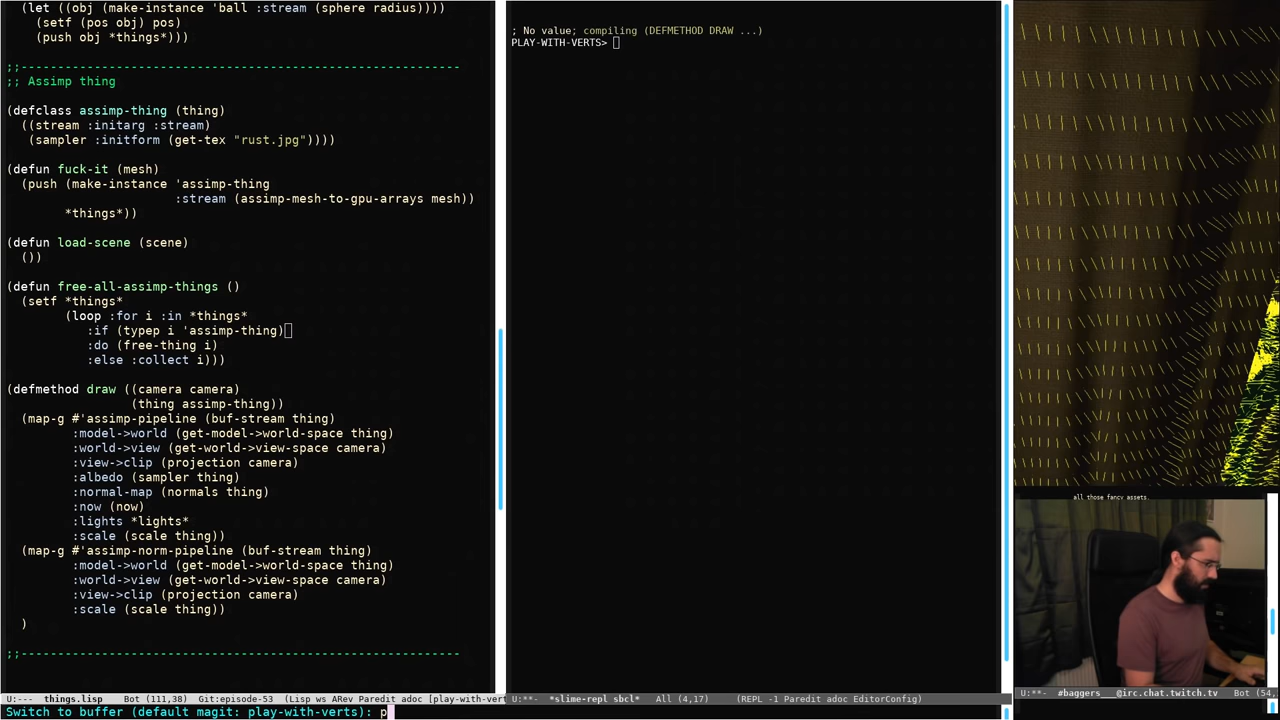 (let ((obj (make-instance 'ball :stream (sphere radius))))
    (setf (pos obj) pos)
    (push obj *things*)))
;;--------------------------------------------------------------
;; Assimp thing
(defclass assimp-thing (thing)
  ((stream :initarg :stream)
   (sampler :initform (get-tex "rust.jpg"))))
(defun fuck-it (mesh)
  (push (make-instance 'assimp-thing
                       :stream (assimp-mesh-to-gpu-arrays mesh))
        *things*))
(defun load-scene (scene)
  ())
(defun free-all-assimp-things ()
  (setf *things*
        (loop :for i :in *things*
           :if (typep i 'assimp-thing)
           :do (free-thing i)
           :else :collect i)))
(defmethod draw ((camera camera)
                 (thing assimp-thing))
  (map-g #'assimp-pipeline (buf-stream thing)
         :model->world (get-model->world-space thing)
         :world->view (get-world->view-space camera)
         :view->clip (projection camera)
         :albedo (sampler thing)
         :normal-map (normals thing)
         :now (now)
         :lights *lights*
         :scale (scale thing))
  (map-g #'assimp-norm-pipeline (buf-stream thing)
         :model->world (get-model->world-space thing)
         :world->view (get-world->view-space camera)
         :view->clip (projection camera)
         :scale (scale thing))
  )
;;--------------------------------------------------------------
U:---  things.lisp   Bot (111,38)  Git:episode-53  (Lisp ws ARev Paredit adoc [play-with-vert
Switch to buffer (default magit: play-with-verts): p
; No value; compiling (DEFMETHOD DRAW ...)
PLAY-WITH-VERTS>
U:**-  *slime-repl sbcl*   All (4,17)     (REPL -1 Paredit adoc EditorConfig)
all those fancy assets.
U:**-  #baggers__@irc.chat.twitch.tv   Bot (54,